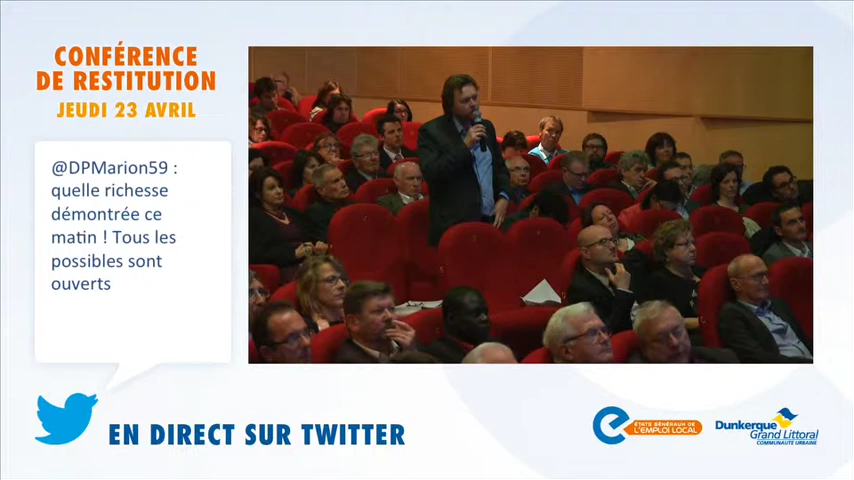 CONFÉRENCE
DE RESTITUTION
JEUDI 23 AVRIL
@DPMarion59 :
quelle richesse
démontrée ce
matin ! Tous les
possibles sont
ouverts
EN DIRECT SUR TWITTER
ÉTATS GÉNÉRAUX DE
L'EMPLOI LOCAL
Dunkerque
Grand Littoral
COMMUNAUTÉ URBAINE